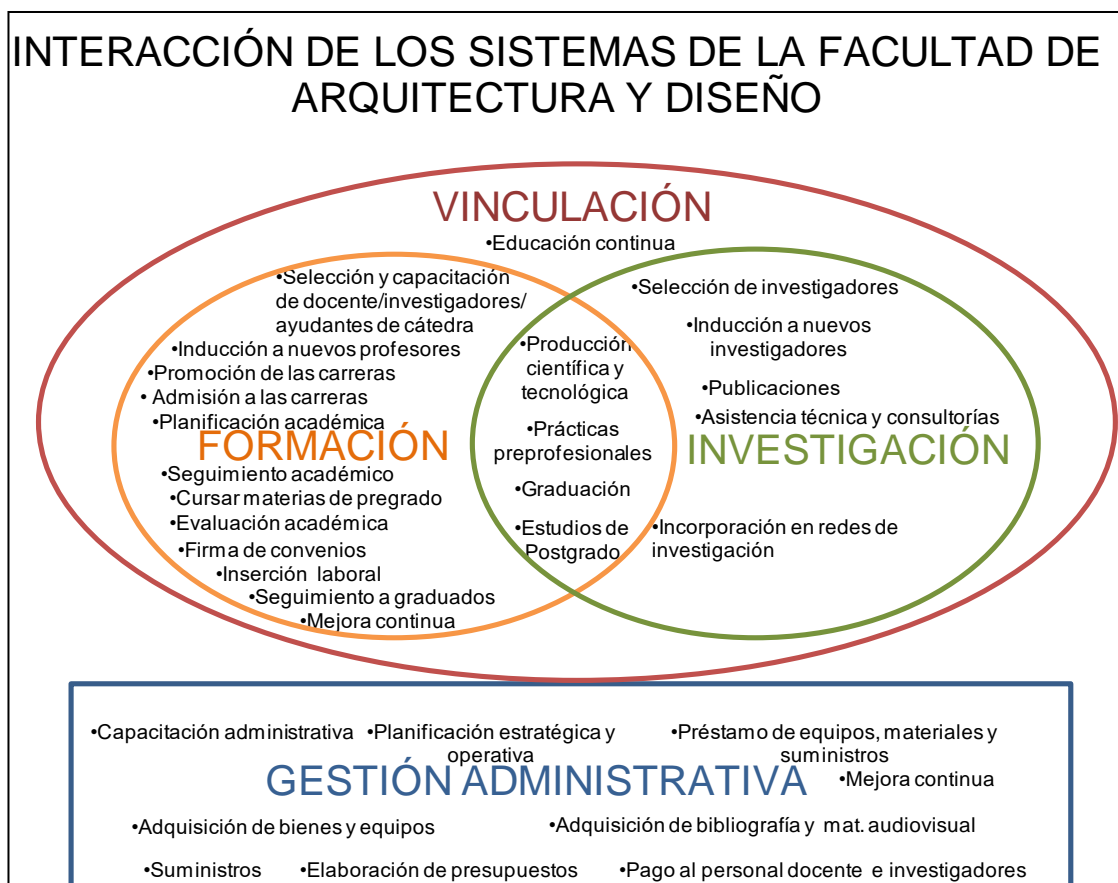 INTERACCIÓN DE LOS SISTEMAS DE LA FACULTAD DE
ARQUITECTURA Y DISEÑO
VINCULACIÓN
•Educación continua
•Selección y capacitación
de docente/investigadores/
ayudantes de cátedra
•Inducción a nuevos profesores
•Promoción de las carreras
• Admisión a las carreras
•Planificación académica
FORMACIÓN
•Seguimiento académico
•Cursar materias de pregrado
•Evaluación académica
•Firma de convenios
•Inserción laboral
•Seguimiento a graduados
•Mejora continua
•Producción
científica y
tecnológica
•Prácticas
preprofesionales
•Graduación
•Estudios de
Postgrado
•Selección de investigadores
•Inducción a nuevos
investigadores
•Publicaciones
•Asistencia técnica y consultorías
INVESTIGACIÓN
•Incorporación en redes de
investigación
•Capacitación administrativa
•Planificación estratégica y
operativa
•Préstamo de equipos, materiales y
suministros
GESTIÓN ADMINISTRATIVA
•Mejora continua
•Adquisición de bienes y equipos
•Adquisición de bibliografía y mat. audiovisual
•Suministros
•Elaboración de presupuestos
•Pago al personal docente e investigadores